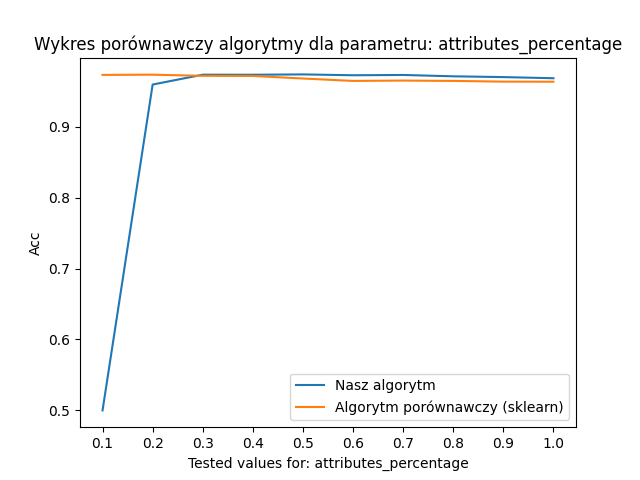 Wykres porównawczy algorytmy dla parametru: attributes_percentage
Acc
0.9
0.8
0.7
0.6
0.5
Nasz algorytm
Algorytm porównawczy (sklearn)
0.1 0.2 0.3 0.4 0.5 0.6 0.7 0.8 0.9 1.0
Tested values for: attributes_percentage